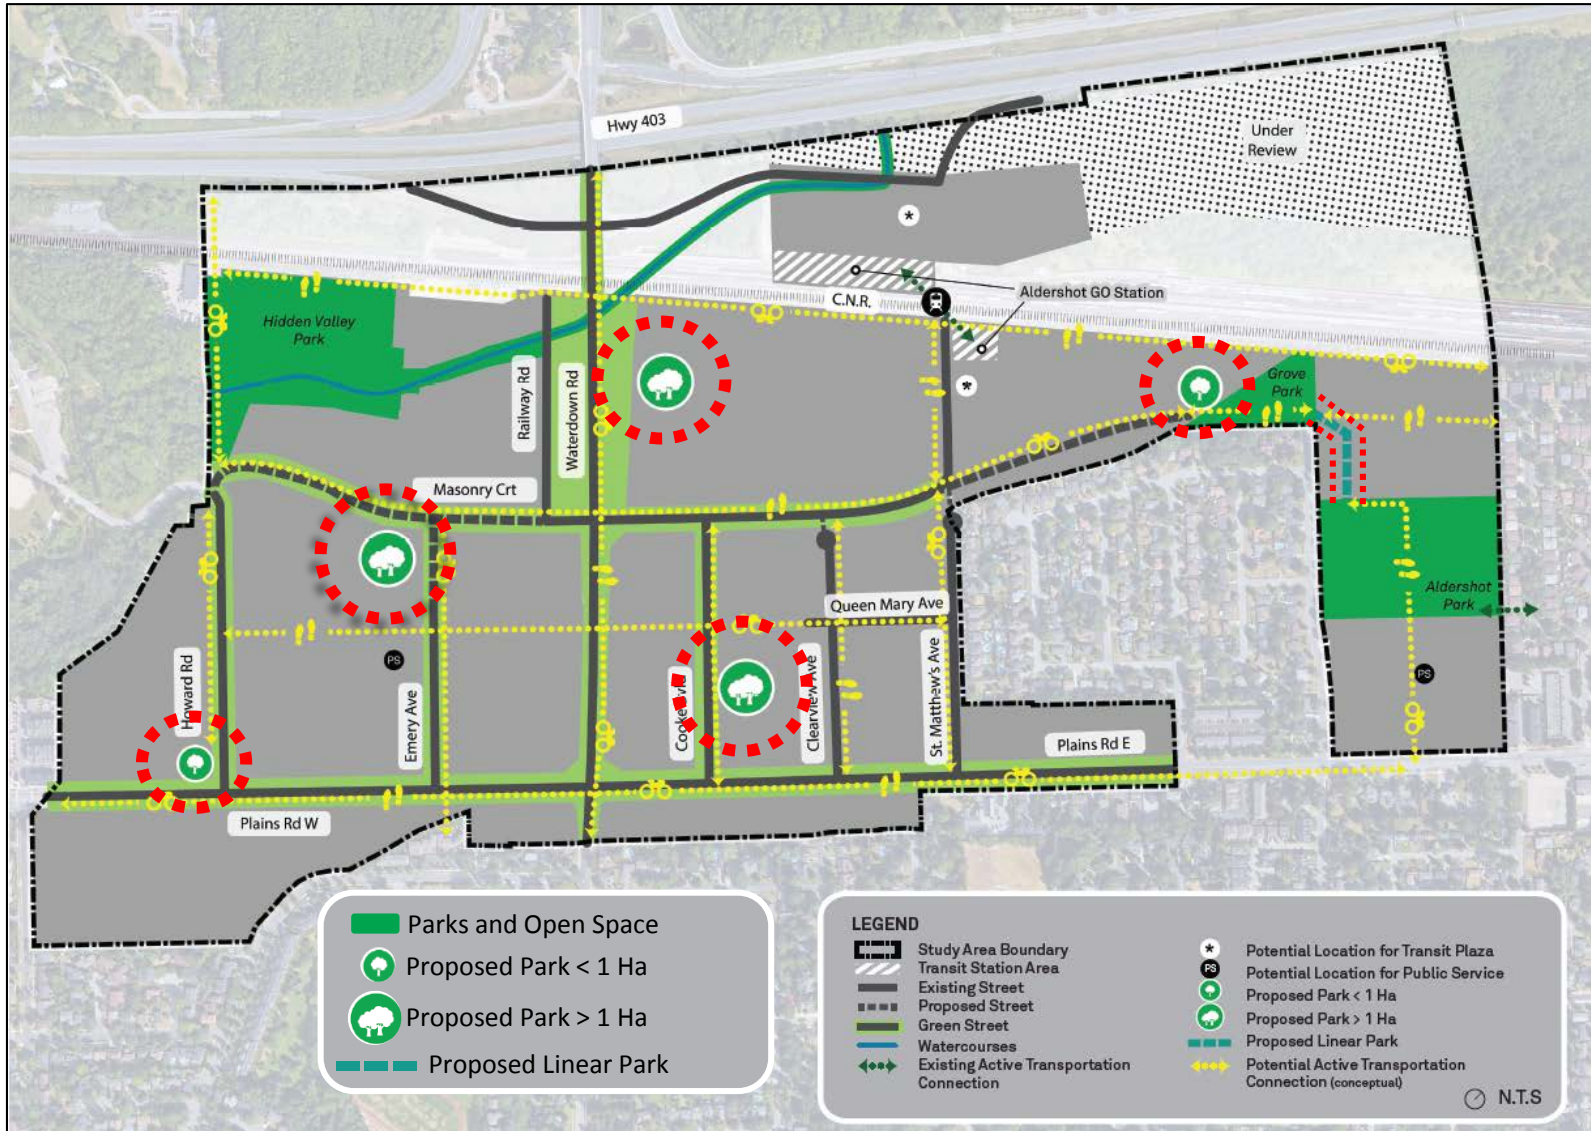 Hwy 403
Under
Review
Aldershot GO Station
C.N.R.
Hidden Valley
Park
Grove
Park
Railway Rd
Waterdown Rd
Masonry Crt
Queen Mary Ave
Aldershot
Park
Howard Rd
PS
Emery Ave
Clearview Ave
St. Matthew's Ave
PS
Plains Rd E
Plains Rd W
Parks and Open Space
Proposed Park < 1 Ha
Proposed Park > 1 Ha
Proposed Linear Park
LEGEND
Study Area Boundary
Transit Station Area
Existing Street
Proposed Street
Green Street
Watercourses
Existing Active Transportation
Connection
* Potential Location for Transit Plaza
PS Potential Location for Public Service
Proposed Park < 1 Ha
Proposed Park > 1 Ha
Proposed Linear Park
Potential Active Transportation
Connection (conceptual)
N.T.S